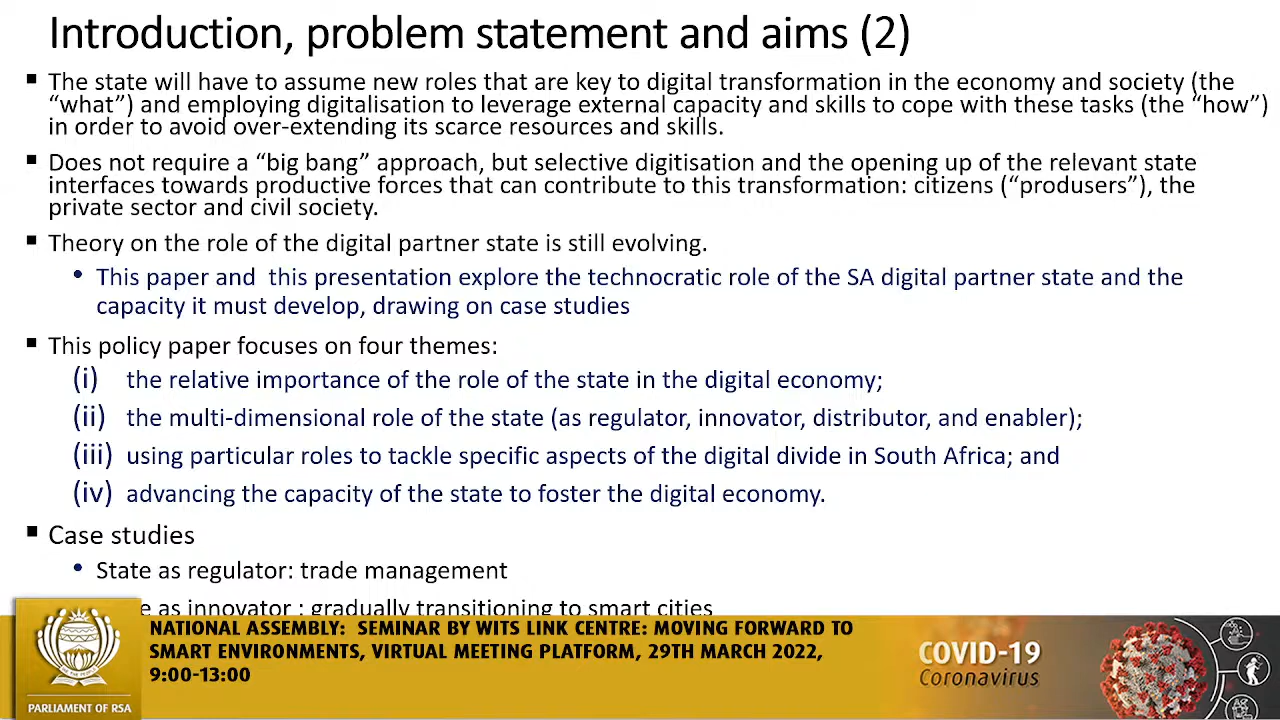 Introduction, problem statement and aims (2)
▪ The state will have to assume new roles that are key to digital transformation in the economy and society (the
“what”) and employing digitalisation to leverage external capacity and skills to cope with these tasks (the “how”)
in order to avoid over-extending its scarce resources and skills.
▪ Does not require a “big bang” approach, but selective digitisation and the opening up of the relevant state
interfaces towards productive forces that can contribute to this transformation: citizens (“produsers”), the
private sector and civil society.
▪ Theory on the role of the digital partner state is still evolving.
• This paper and  this presentation explore the technocratic role of the SA digital partner state and the
capacity it must develop, drawing on case studies
▪ This policy paper focuses on four themes:
(i) the relative importance of the role of the state in the digital economy;
(ii) the multi-dimensional role of the state (as regulator, innovator, distributor, and enabler);
(iii) using particular roles to tackle specific aspects of the digital divide in South Africa; and
(iv) advancing the capacity of the state to foster the digital economy.
▪ Case studies
• State as regulator: trade management
e as innovator : gradually transitioning to smart cities
NATIONAL ASSEMBLY:  SEMINAR BY WITS LINK CENTRE: MOVING FORWARD TO
SMART ENVIRONMENTS, VIRTUAL MEETING PLATFORM, 29TH MARCH 2022,
9:00-13:00
COVID-19
Coronavirus
PARLIAMENT OF RSA